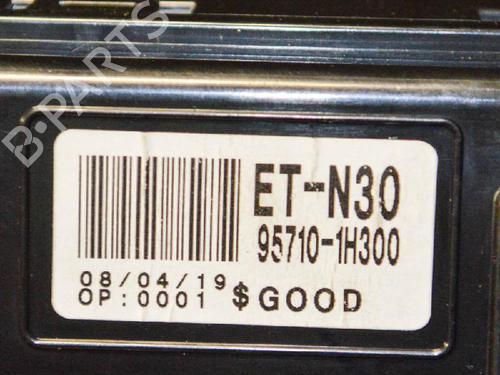 B-PARTS
ET-N30
95710-1H300
08/04/19
OP:0001 $GOOD